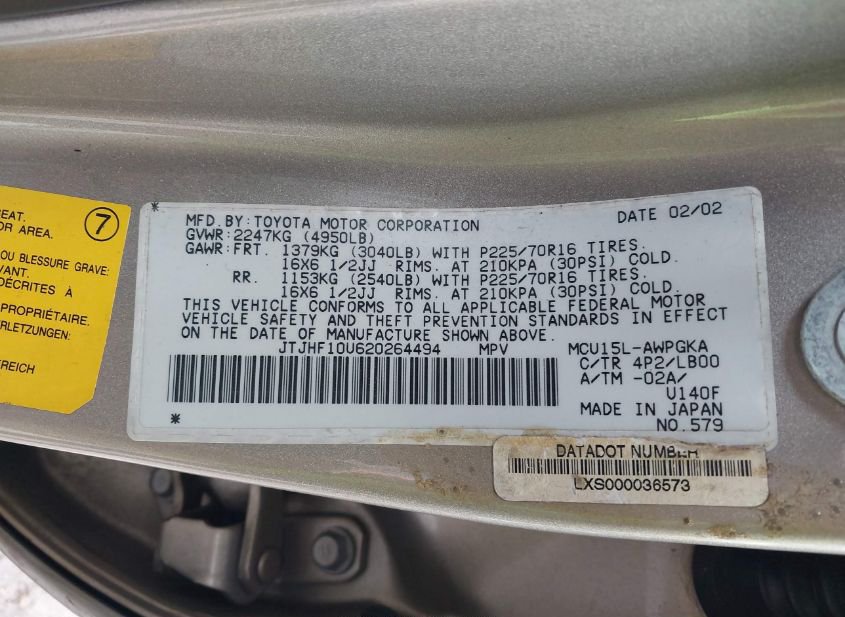 EAT.
OR AREA.
7
OU BLESSURE GRAVE:
VANT.
DÉCRITES À
PROPRIÉTAIRE.
RLETZUNGEN:
EREICH
*
MFD. BY: TOYOTA MOTOR CORPORATION DATE 02/02
GVWR: 2247KG (4950LB)
GAWR: FRT. 1379KG (3040LB) WITH P225/70R16 TIRES.
16X6 1/2JJ RIMS. AT 210KPA (30PSI) COLD.
RR. 1153KG (2540LB) WITH P225/70R16 TIRES.
16X6 1/2JJ RIMS. AT 210KPA (30PSI) COLD.
THIS VEHICLE CONFORMS TO ALL APPLICABLE FEDERAL MOTOR
VEHICLE SAFETY AND THEFT PREVENTION STANDARDS IN EFFECT
ON THE DATE OF MANUFACTURE SHOWN ABOVE.
JTJHF10U620264494 MPV MCU15L-AWPGKA
C/TR 4P2/LB00
A/TM -02A/
U140F
MADE IN JAPAN
* NO. 579
DATADOT NUMBER
LXS000036573